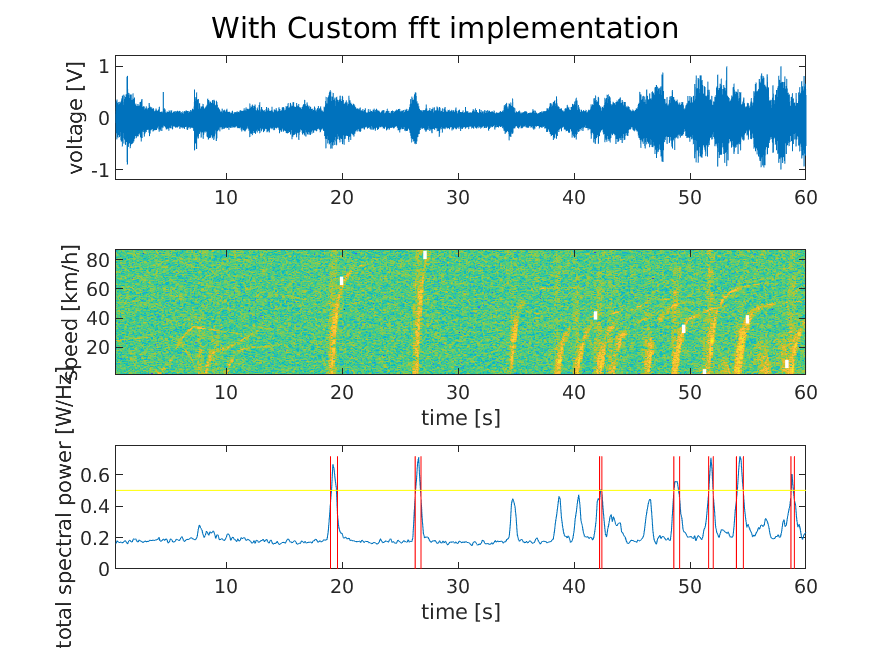 With Custom fft implementation
voltage [V]
1
0
-1
10 20 30 40 50 60
speed [km/h]
80
60
40
20
10 20 30 40 50 60
time [s]
total spectral power [W/Hz]
0.6
0.4
0.2
0
10 20 30 40 50 60
time [s]